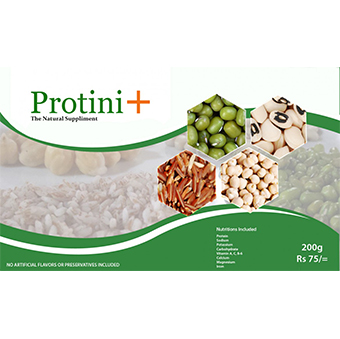 Protini+
The Natural Suppliment
Nutritions Included
Protein
Sodium
Potassium
Carbohydrate
Vitamin A, C, B 6
Calcium
Magnesium
Iron
200g
Rs 75/=
NO ARTIFICIAL FLAVORS OR PRESERVATIVES INCLUDED